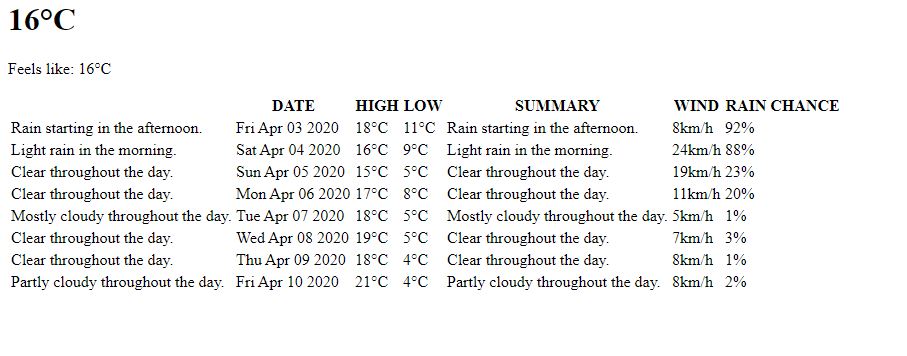 16°C
Feels like: 16°C
DATE HIGH LOW SUMMARY WIND RAIN CHANCE
Rain starting in the afternoon. Fri Apr 03 2020 18°C 11°C Rain starting in the afternoon. 8km/h 92%
Light rain in the morning. Sat Apr 04 2020 16°C 9°C Light rain in the morning. 24km/h 88%
Clear throughout the day. Sun Apr 05 2020 15°C 5°C Clear throughout the day. 19km/h 23%
Clear throughout the day. Mon Apr 06 2020 17°C 8°C Clear throughout the day. 11km/h 20%
Mostly cloudy throughout the day. Tue Apr 07 2020 18°C 5°C Mostly cloudy throughout the day. 5km/h 1%
Clear throughout the day. Wed Apr 08 2020 19°C 5°C Clear throughout the day. 7km/h 3%
Clear throughout the day. Thu Apr 09 2020 18°C 4°C Clear throughout the day. 8km/h 1%
Partly cloudy throughout the day. Fri Apr 10 2020 21°C 4°C Partly cloudy throughout the day. 8km/h 2%